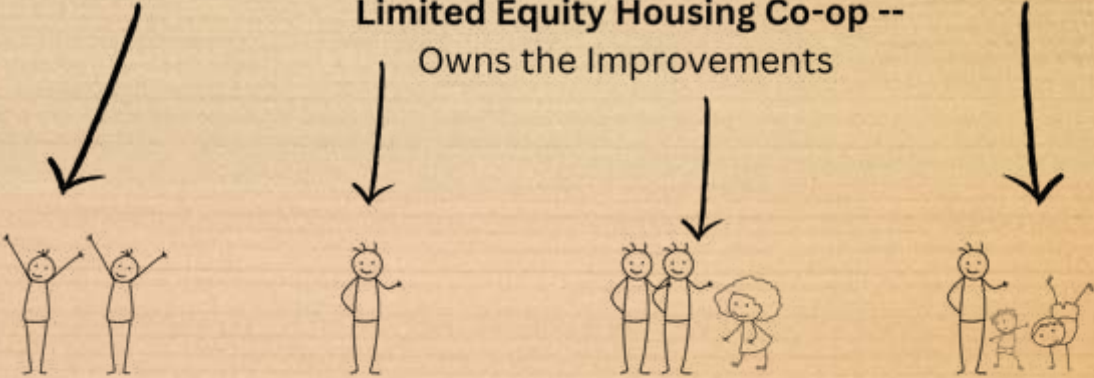 Limited Equity Housing Co-op --
Owns the Improvements